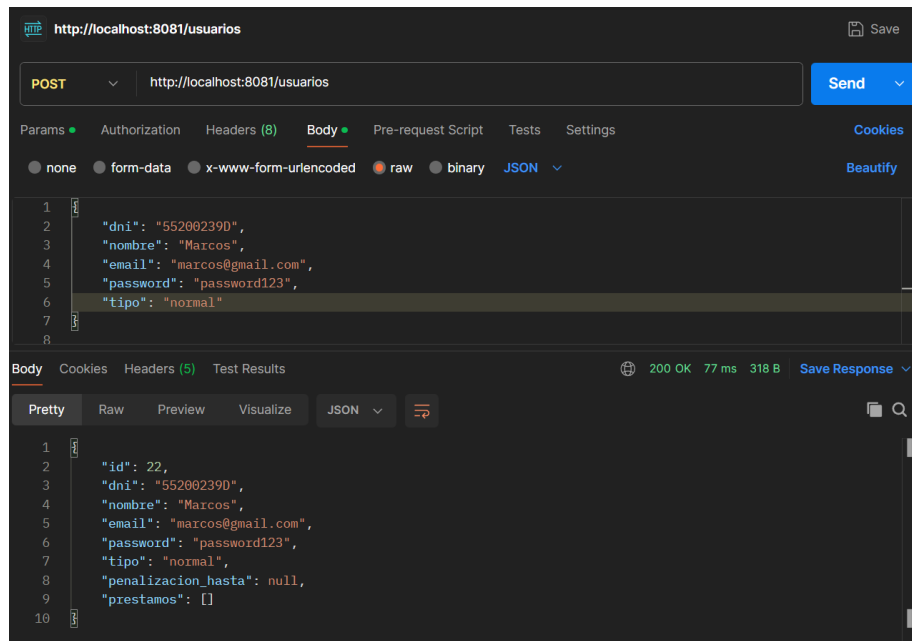 HTTP http://localhost:8081/usuarios Save
POST http://localhost:8081/usuarios Send
Params Authorization Headers (8) Body Pre-request Script Tests Settings Cookies
none form-data x-www-form-urlencoded raw binary JSON Beautify
1 {
2 "dni": "55200239D",
3 "nombre": "Marcos",
4 "email": "marcos@gmail.com",
5 "password": "password123",
6 "tipo": "normal"
7 }
8
Body Cookies Headers (5) Test Results 200 OK 77 ms 318 B Save Response
Pretty Raw Preview Visualize JSON
1 {
2 "id": 22,
3 "dni": "55200239D",
4 "nombre": "Marcos",
5 "email": "marcos@gmail.com",
6 "password": "password123",
7 "tipo": "normal",
8 "penalizacion_hasta": null,
9 "prestamos": []
10 }